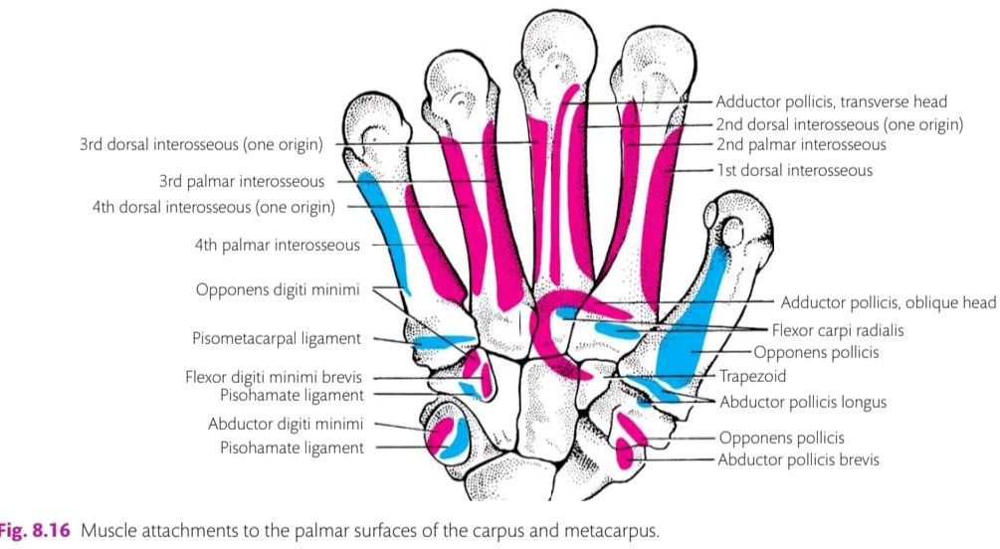 Adductor pollicis, transverse head
2nd dorsal interosseous (one origin)
3rd dorsal interosseous (one origin)
2nd palmar interosseous
1st dorsal interosseous
3rd palmar interosseous
4th dorsal interosseous (one origin)
4th palmar interosseous
Opponens digiti minimi
Adductor pollicis, oblique head
Flexor carpi radialis
Pisometacarpal ligament
Opponens pollicis
Flexor digiti minimi brevis
Trapezoid
Pisohamate ligament
Abductor pollicis longus
Abductor digiti minimi
Opponens pollicis
Pisohamate ligament
Abductor pollicis brevis
Fig. 8.16 Muscle attachments to the palmar surfaces of the carpus and metacarpus.